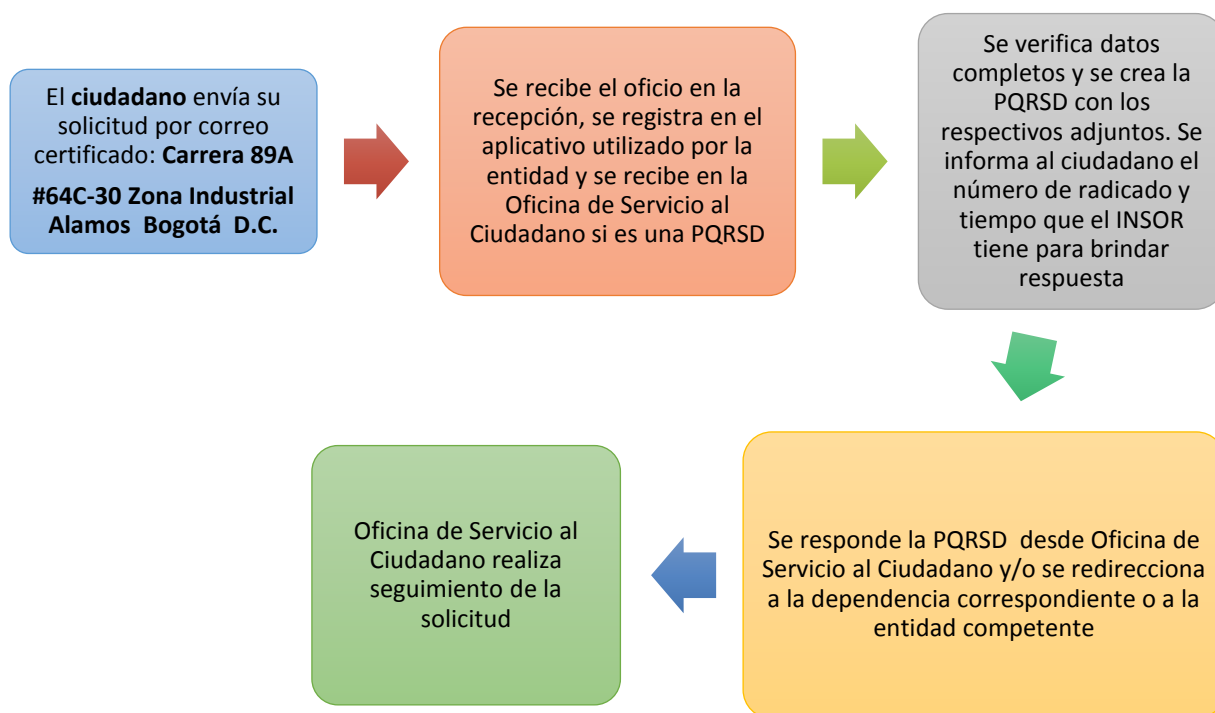 El ciudadano envía su
solicitud por correo
certificado: Carrera 89A
#64C-30 Zona Industrial
Alamos Bogotá D.C.
Se recibe el oficio en la
recepción, se registra en el
aplicativo utilizado por la
entidad y se recibe en la
Oficina de Servicio al
Ciudadano si es una PQRSD
Se verifica datos
completos y se crea la
PQRSD con los
respectivos adjuntos. Se
informa al ciudadano el
número de radicado y
tiempo que el INSOR
tiene para brindar
respuesta
Se responde la PQRSD desde Oficina de
Servicio al Ciudadano y/o se redirecciona
a la dependencia correspondiente o a la
entidad competente
Oficina de Servicio al
Ciudadano realiza
seguimiento de la
solicitud